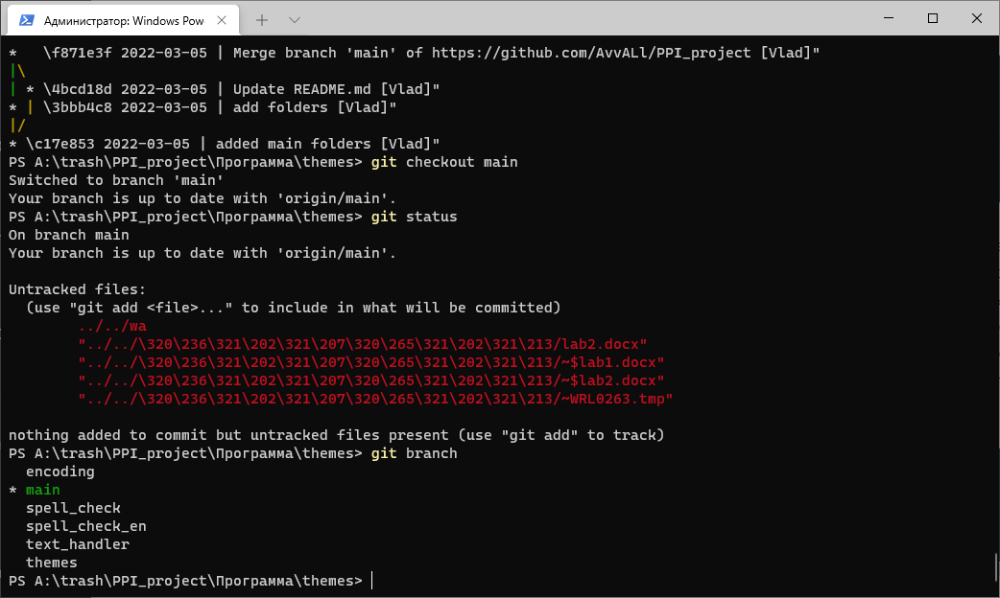 Администратор: Windows Pow
*   \f871e3f 2022-03-05 | Merge branch 'main' of https://github.com/AvvALl/PPI_project [Vlad]"
|\
| * \4bcd18d 2022-03-05 | Update README.md [Vlad]"
* | \3bbb4c8 2022-03-05 | add folders [Vlad]"
|/
* \c17e853 2022-03-05 | added main folders [Vlad]"
PS A:\trash\PPI_project\Программа\themes> git checkout main
Switched to branch 'main'
Your branch is up to date with 'origin/main'.
PS A:\trash\PPI_project\Программа\themes> git status
On branch main
Your branch is up to date with 'origin/main'.

Untracked files:
  (use "git add <file>..." to include in what will be committed)
        ../../wa
        "../../\320\236\321\202\321\207\320\265\321\202\321\213/lab2.docx"
        "../../\320\236\321\202\321\207\320\265\321\202\321\213/~$lab1.docx"
        "../../\320\236\321\202\321\207\320\265\321\202\321\213/~$lab2.docx"
        "../../\320\236\321\202\321\207\320\265\321\202\321\213/~WRL0263.tmp"

nothing added to commit but untracked files present (use "git add" to track)
PS A:\trash\PPI_project\Программа\themes> git branch
  encoding
* main
  spell_check
  spell_check_en
  text_handler
  themes
PS A:\trash\PPI_project\Программа\themes>